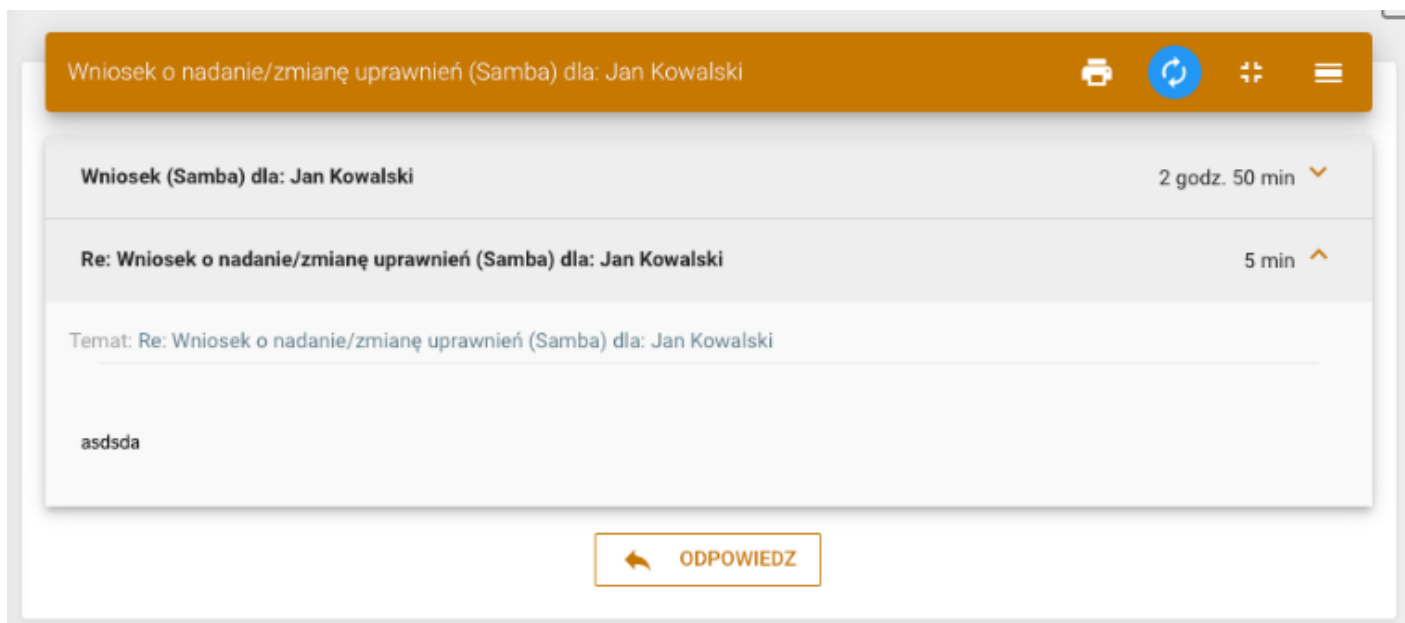 Wniosek o nadanie/zmianę uprawnień (Samba) dla: Jan Kowalski
Wniosek (Samba) dla: Jan Kowalski 2 godz. 50 min
Re: Wniosek o nadanie/zmianę uprawnień (Samba) dla: Jan Kowalski 5 min
Temat: Re: Wniosek o nadanie/zmianę uprawnień (Samba) dla: Jan Kowalski
asdsda
ODPOWIEDZ